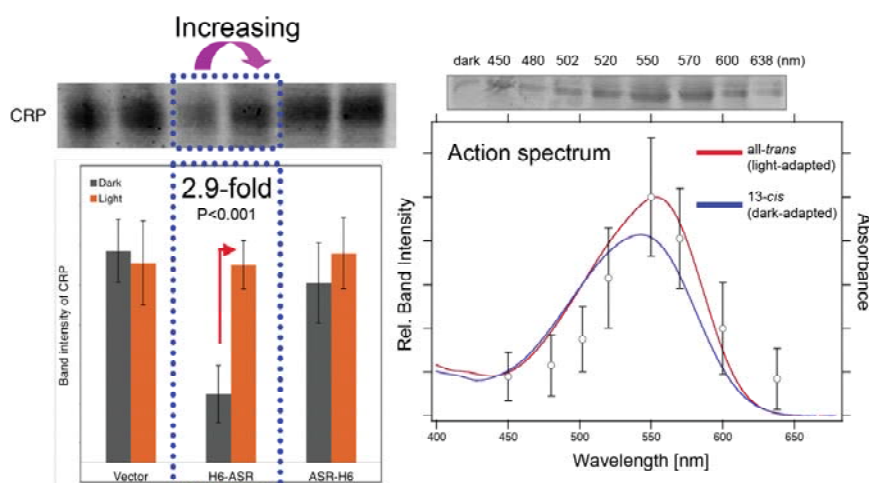 Increasing
CRP
Dark
Light
2.9-fold
P<0.001
Band intensity of CRP
Vector
H6-ASR
ASR-H6
dark 450 480 502 520 550 570 600 638 (nm)
Action spectrum
all-trans
(light-adapted)
13-cis
(dark-adapted)
Rel. Band Intensity
Absorbance
400 450 500 550 600 650
Wavelength [nm]